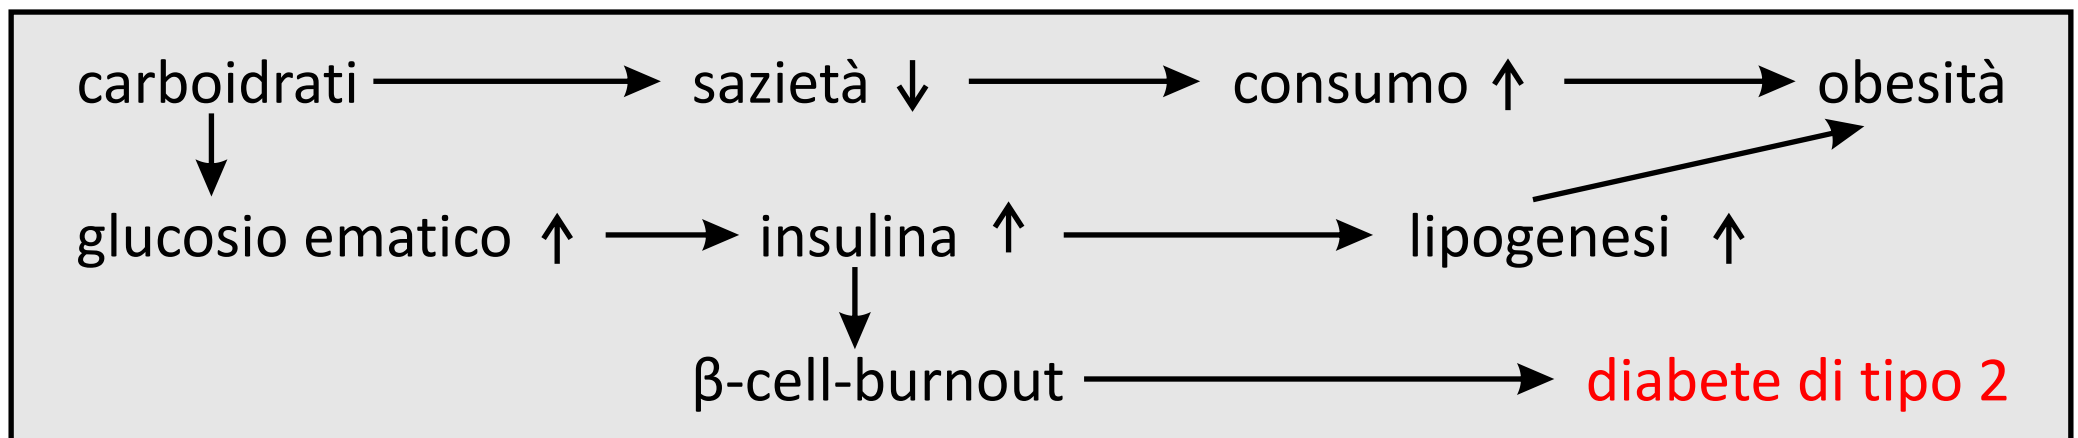 carboidrati → sazietà ↓ → consumo ↑ → obesità
glucosio ematico ↑ → insulina ↑ → lipogenesi ↑
β-cell-burnout → diabete di tipo 2